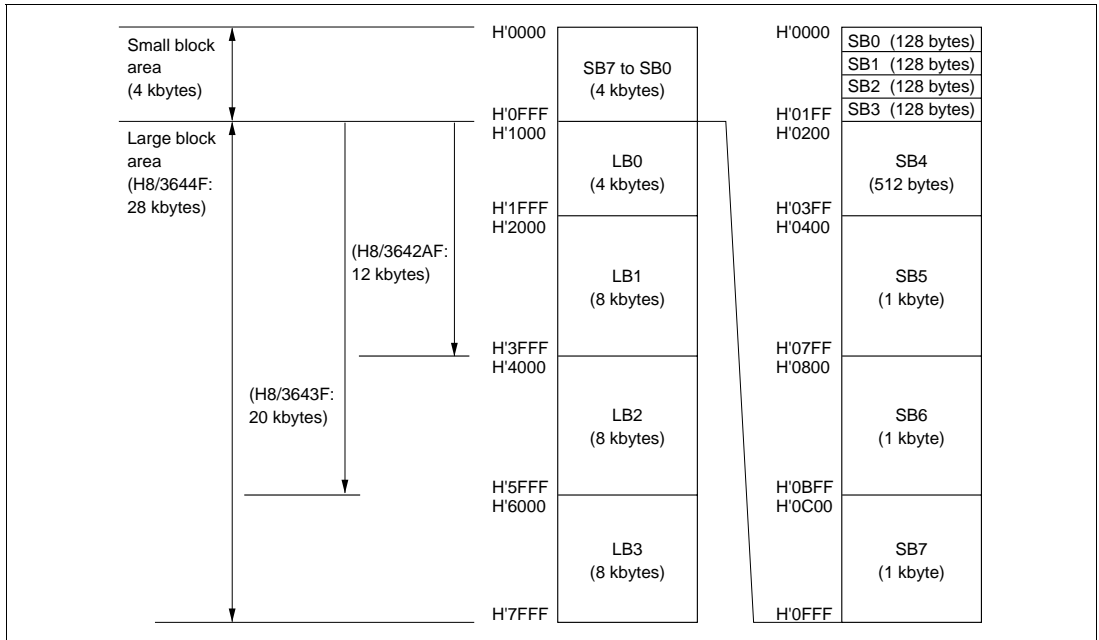 Small block
area
(4 kbytes)
Large block
area
(H8/3644F:
28 kbytes)
(H8/3642AF:
12 kbytes)
(H8/3643F:
20 kbytes)
H'0000
SB7 to SB0
(4 kbytes)
H'0FFF
H'1000
LB0
(4 kbytes)
H'1FFF
H'2000
LB1
(8 kbytes)
H'3FFF
H'4000
LB2
(8 kbytes)
H'5FFF
H'6000
LB3
(8 kbytes)
H'7FFF
H'0000
SB0 (128 bytes)
SB1 (128 bytes)
SB2 (128 bytes)
SB3 (128 bytes)
H'01FF
H'0200
SB4
(512 bytes)
H'03FF
H'0400
SB5
(1 kbyte)
H'07FF
H'0800
SB6
(1 kbyte)
H'0BFF
H'0C00
SB7
(1 kbyte)
H'0FFF